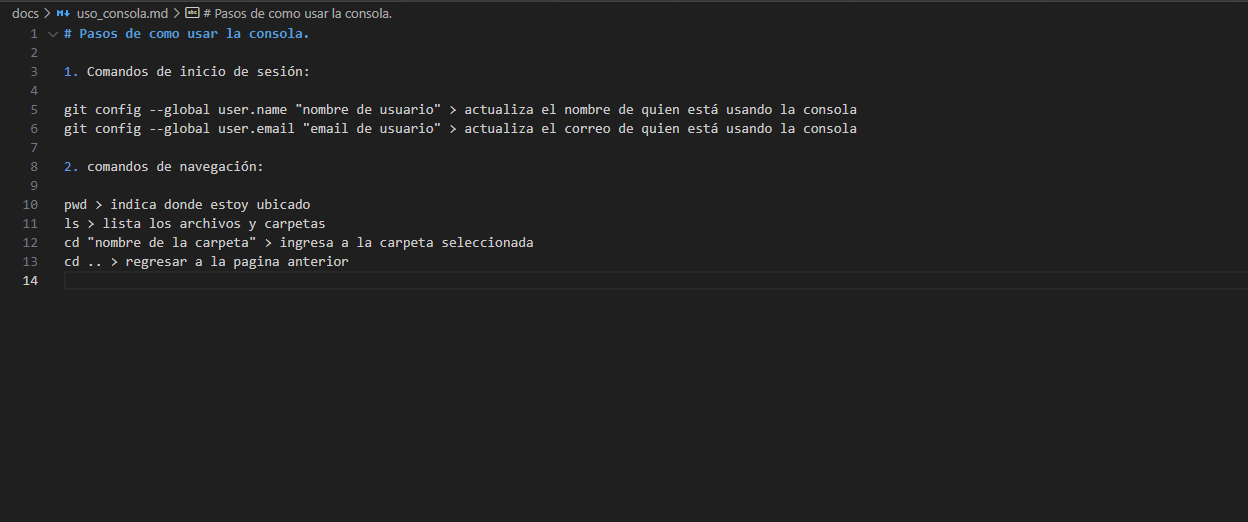 docs > uso_consola.md > # Pasos de como usar la consola.
1 # Pasos de como usar la consola.
2
3 1. Comandos de inicio de sesión:
4
5 git config --global user.name "nombre de usuario" > actualiza el nombre de quien está usando la consola
6 git config --global user.email "email de usuario" > actualiza el correo de quien está usando la consola
7
8 2. comandos de navegación:
9
10 pwd > indica donde estoy ubicado
11 ls > lista los archivos y carpetas
12 cd "nombre de la carpeta" > ingresa a la carpeta seleccionada
13 cd .. > regresar a la pagina anterior
14